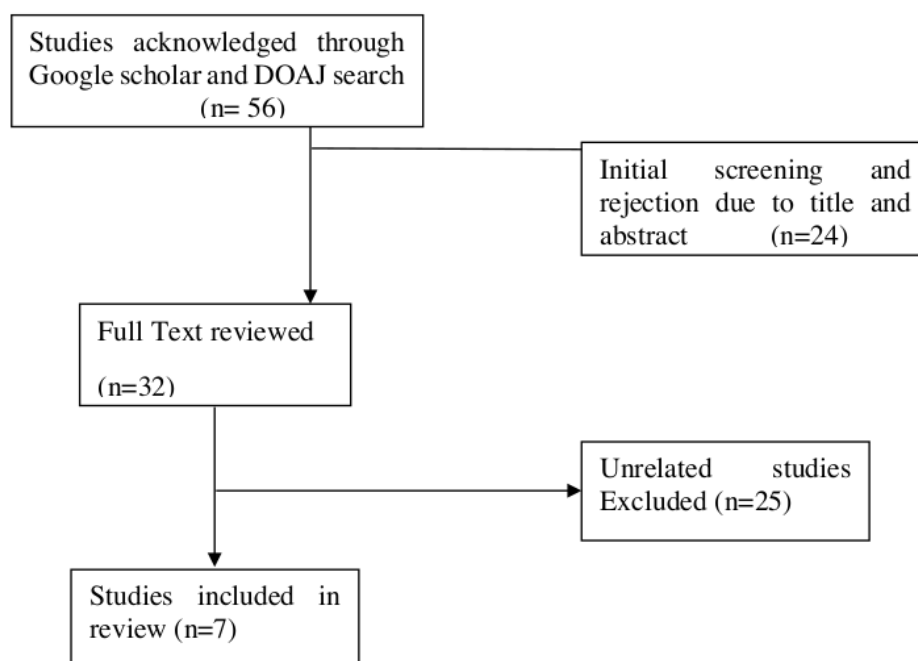 Studies acknowledged through
Google scholar and DOAJ search
(n= 56)
Initial screening and
rejection due to title and
abstract (n=24)
Full Text reviewed
(n=32)
Unrelated studies
Excluded (n=25)
Studies included in
review (n=7)